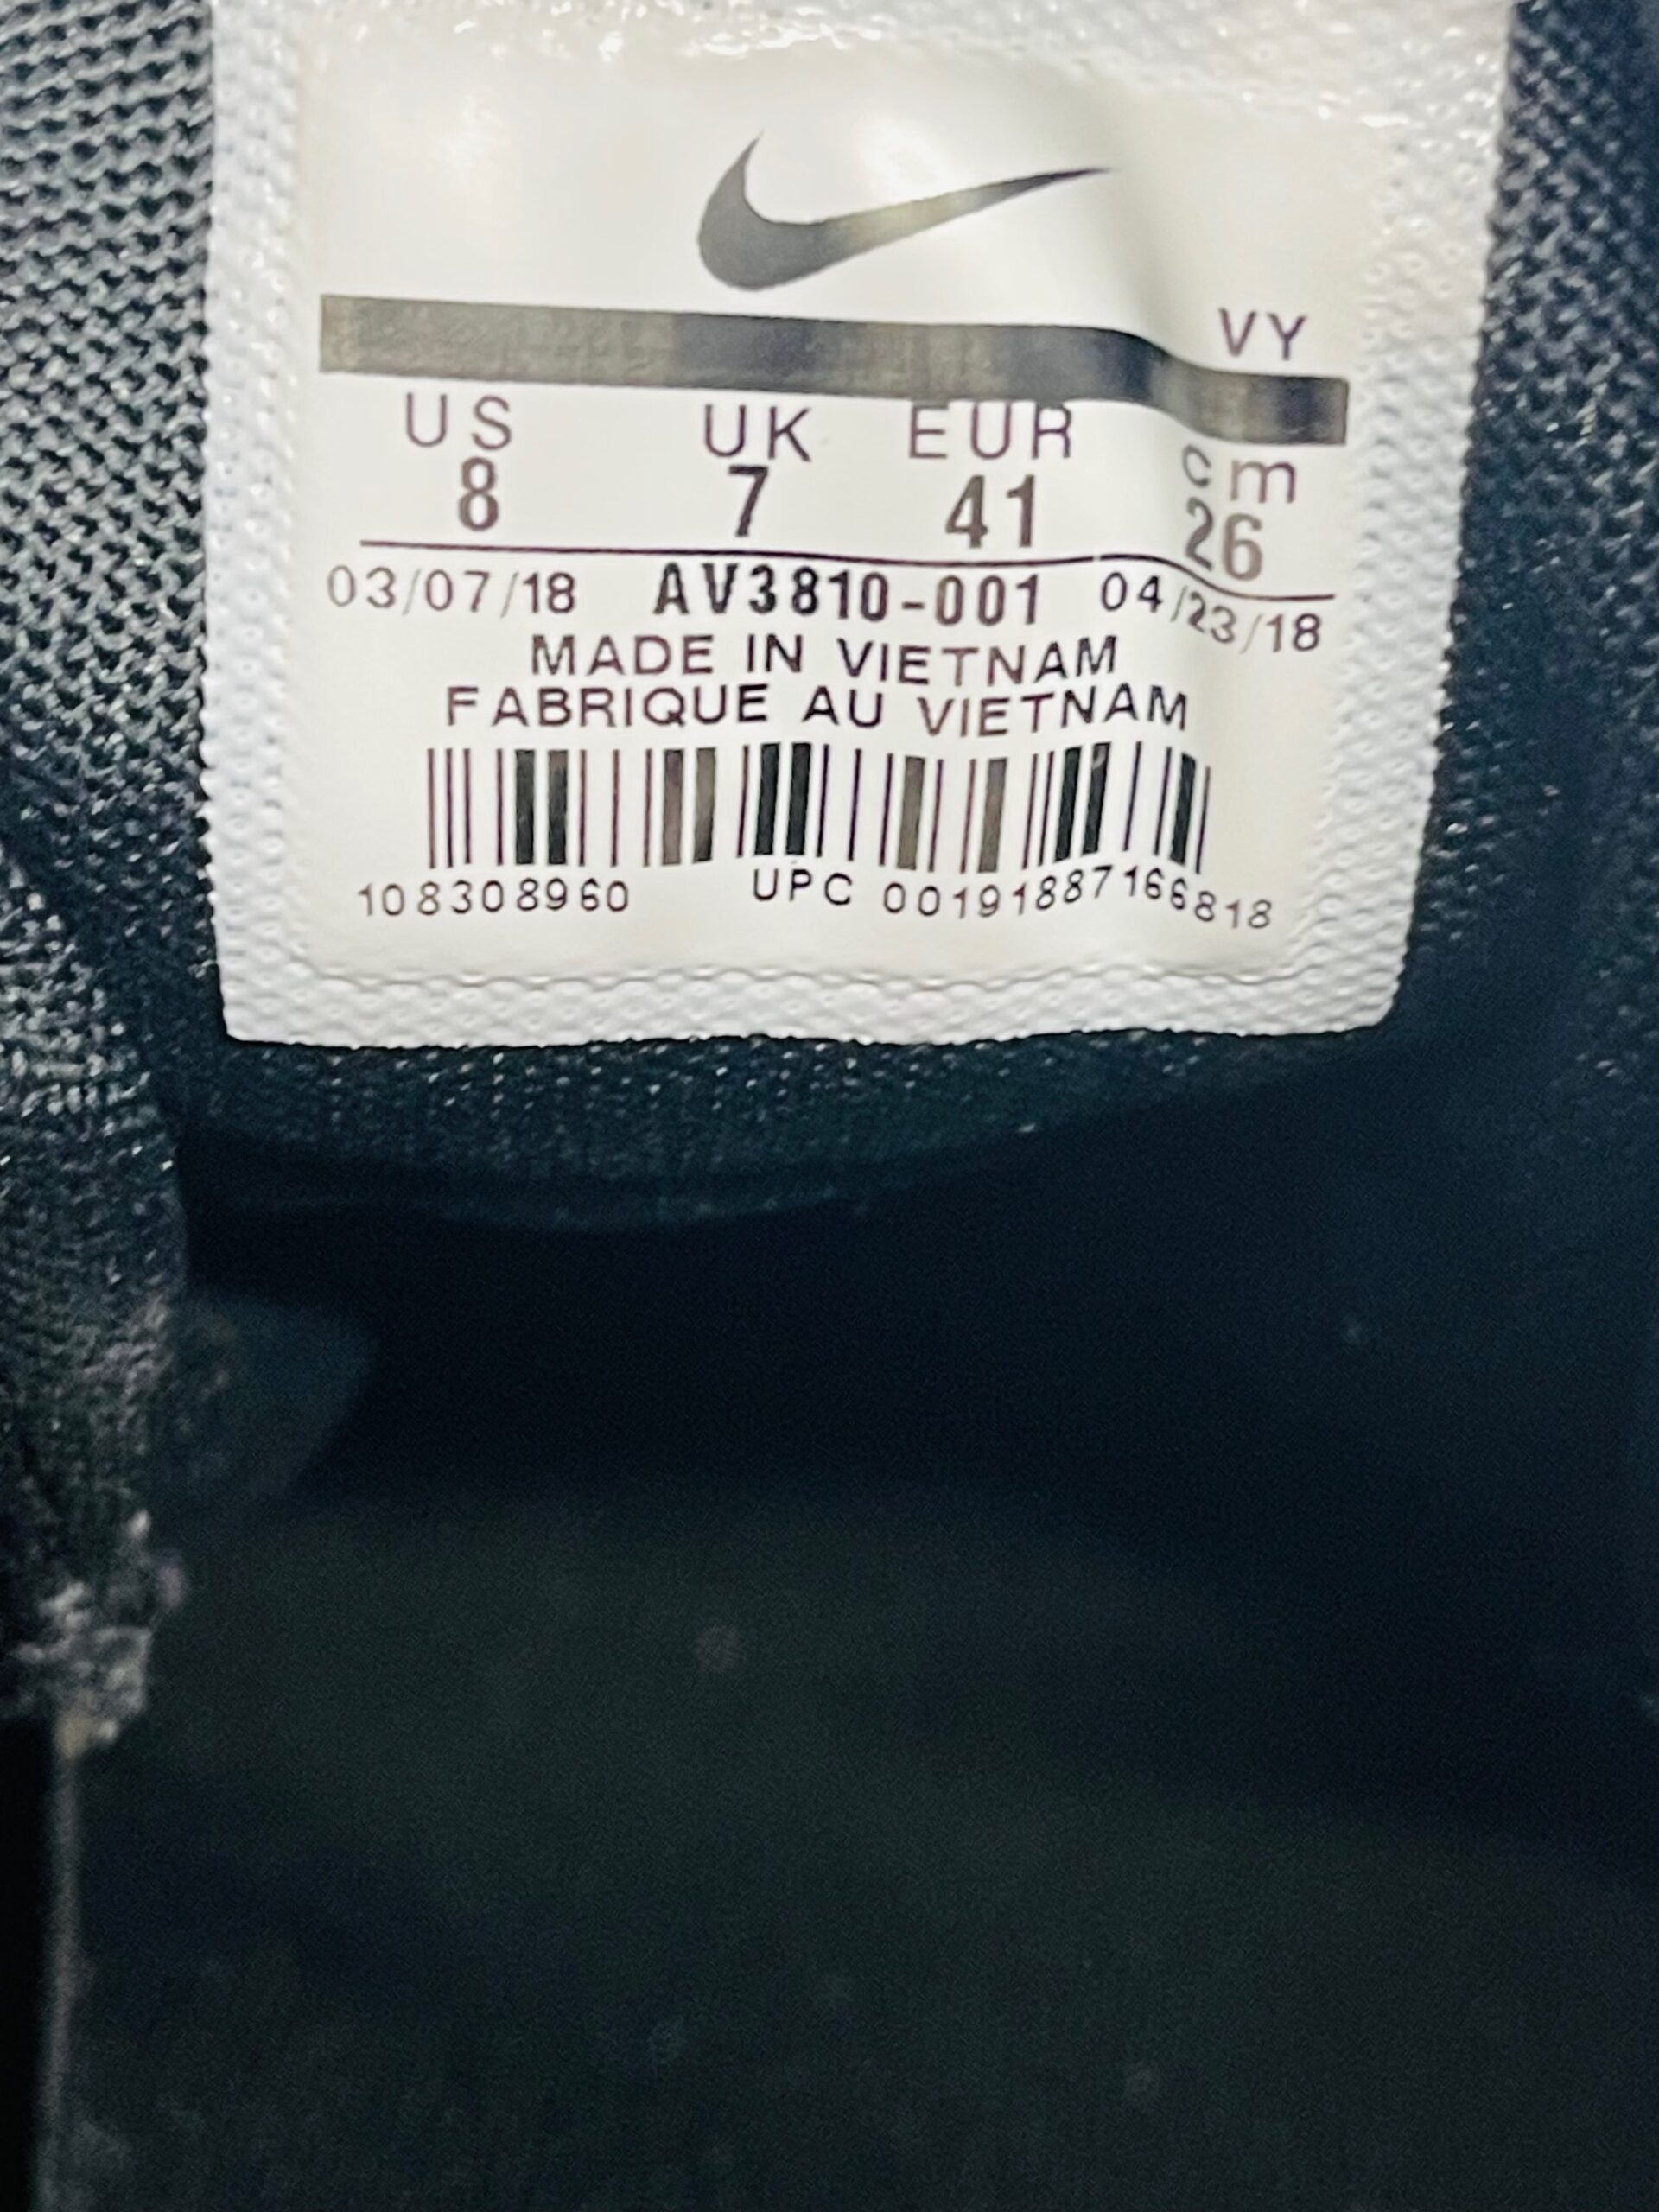 VY
US UK EUR cm
8 7 41 26
03/07/18 AV3810-001 04/23/18
MADE IN VIETNAM
FABRIQUE AU VIETNAM
108308960 UPC 00191887166818